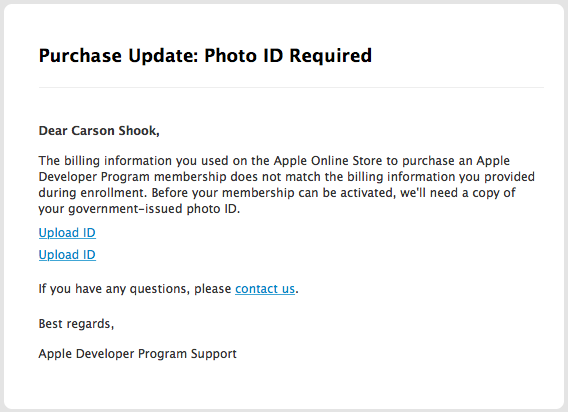 Purchase Update: Photo ID Required
Dear Carson Shook,
The billing information you used on the Apple Online Store to purchase an Apple
Developer Program membership does not match the billing information you provided
during enrollment. Before your membership can be activated, we'll need a copy of
your government-issued photo ID.
Upload ID
Upload ID
If you have any questions, please contact us.
Best regards,
Apple Developer Program Support